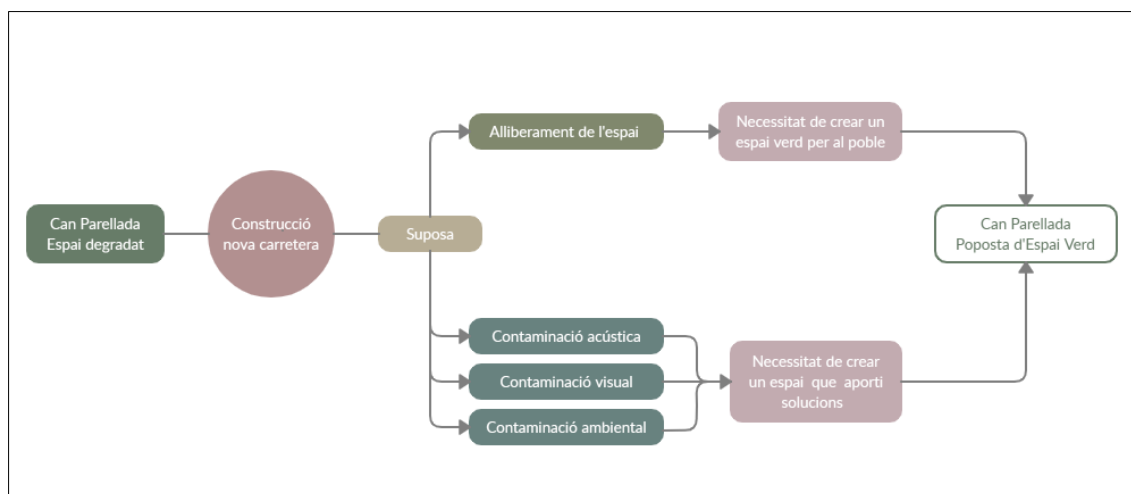 Can Parellada
Espai degradat
Construcció
nova carretera
Suposa
Alliberament de l'espai
Necessitat de crear un
espai verd per al poble
Contaminació acústica
Contaminació visual
Contaminació ambiental
Necessitat de crear
un espai que aporti
solucions
Can Parellada
Poposta d'Espai Verd